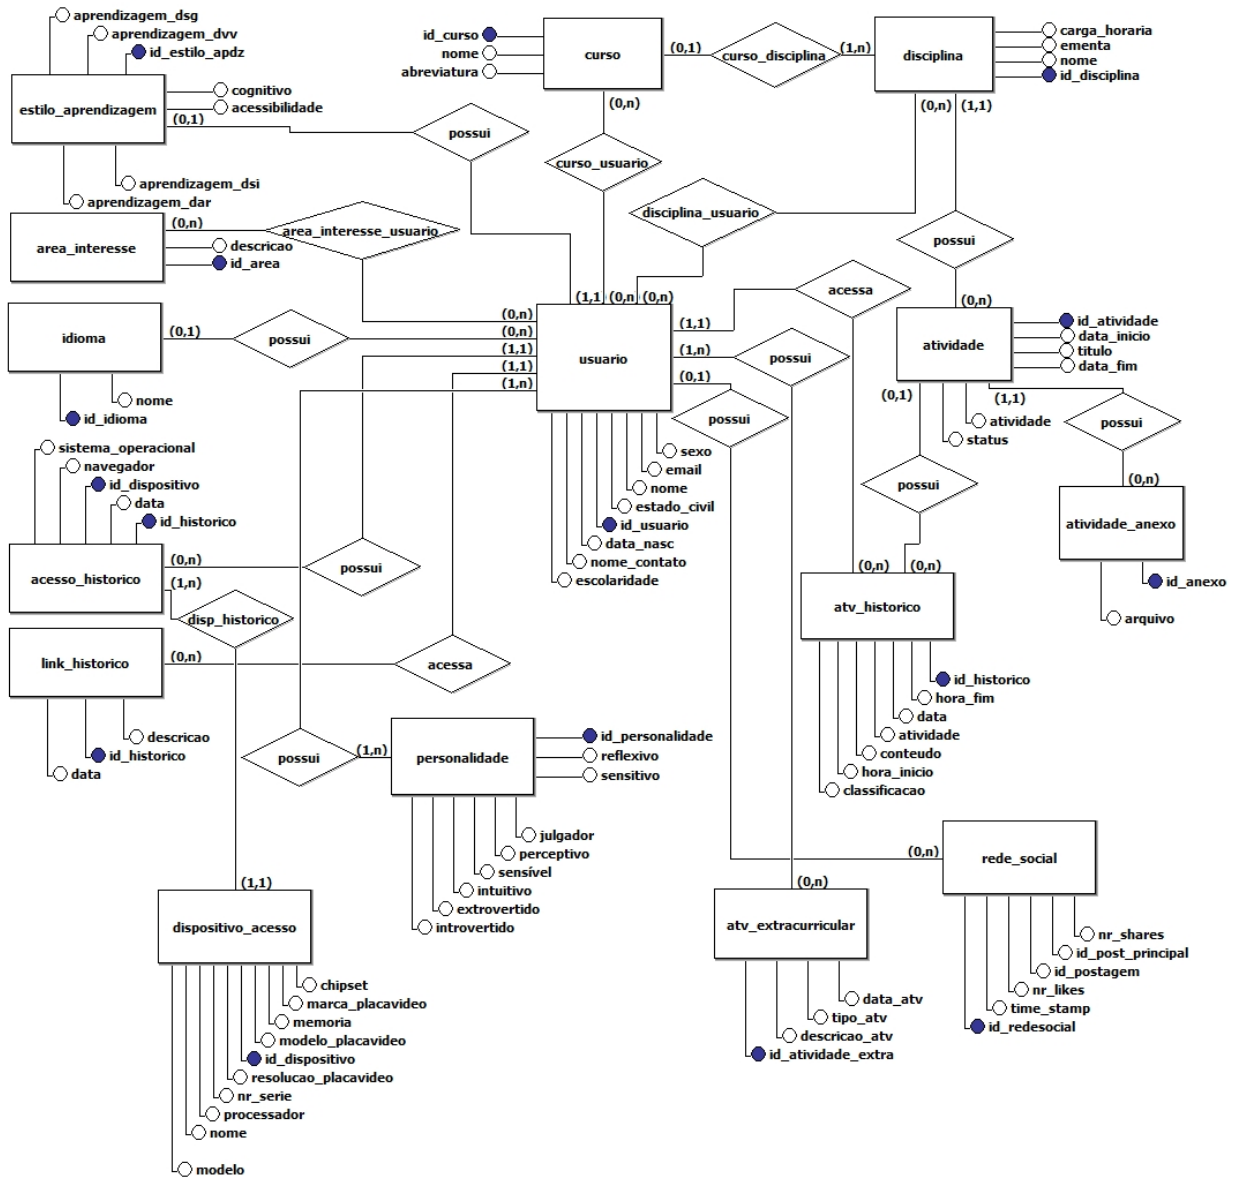 aprendizagem_dsg
aprendizagem_dvv
id_estilo_apdz
estilo_aprendizagem
cognitivo
acessibilidade
(0,1)
aprendizagem_dsi
aprendizagem_dar
possui
id_curso
nome
abreviatura
curso
(0,1)
curso_disciplina
(1,n)
disciplina
carga_horaria
ementa
nome
id_disciplina
(0,n)
(0,n)
(1,1)
curso_usuario
disciplina_usuario
possui
(0,n)
area_interesse
(0,n)
area_interesse_usuario
descricao
id_area
idioma
(0,1)
possui
nome
id_idioma
(1,1)
(0,n)
(0,n)
(0,n)
(0,n)
(1,1)
(1,1)
(1,n)
usuario
(1,1)
(1,n)
(0,1)
acessa
possui
possui
sexo
email
nome
estado_civil
id_usuario
data_nasc
nome_contato
escolaridade
atividade
id_atividade
data_inicio
titulo
data_fim
(0,1)
(1,1)
atividade
status
possui
possui
(0,n)
atividade_anexo
id_anexo
arquivo
sistema_operacional
navegador
id_dispositivo
data
id_historico
acesso_historico
(0,n)
(1,n)
possui
disp_historico
link_historico
(0,n)
acessa
descricao
id_historico
data
(0,n)
(0,n)
atv_historico
id_historico
hora_fim
data
atividade
conteudo
hora_inicio
classificacao
possui
(1,n)
personalidade
id_personalidade
reflexivo
sensitivo
julgador
perceptivo
sensível
intuitivo
extrovertido
introvertido
(0,n)
rede_social
nr_shares
id_post_principal
id_postagem
nr_likes
time_stamp
id_redesocial
(0,n)
atv_extracurricular
data_atv
tipo_atv
descricao_atv
id_atividade_extra
(1,1)
dispositivo_acesso
chipset
marca_placavideo
memoria
modelo_placavideo
id_dispositivo
resolucao_placavideo
nr_serie
processador
nome
modelo